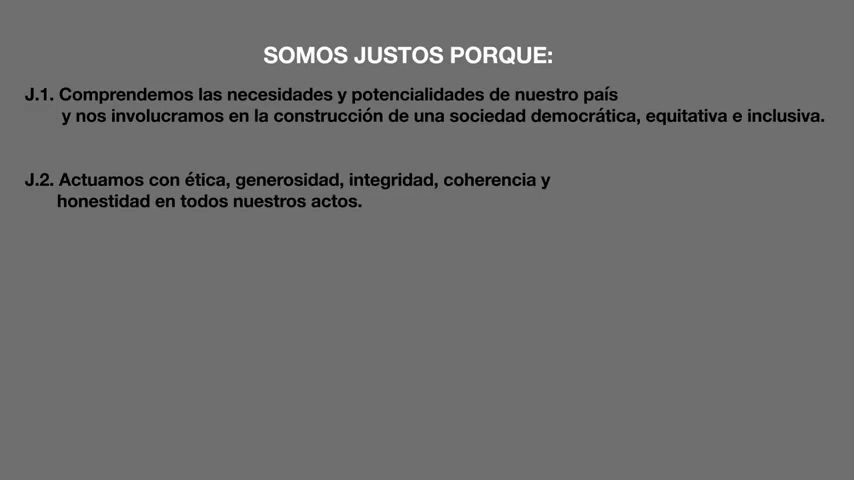 SOMOS JUSTOS PORQUE:
J.1. Comprendemos las necesidades y potencialidades de nuestro país
y nos involucramos en la construcción de una sociedad democrática, equitativa e inclusiva.
J.2. Actuamos con ética, generosidad, integridad, coherencia y
honestidad en todos nuestros actos.